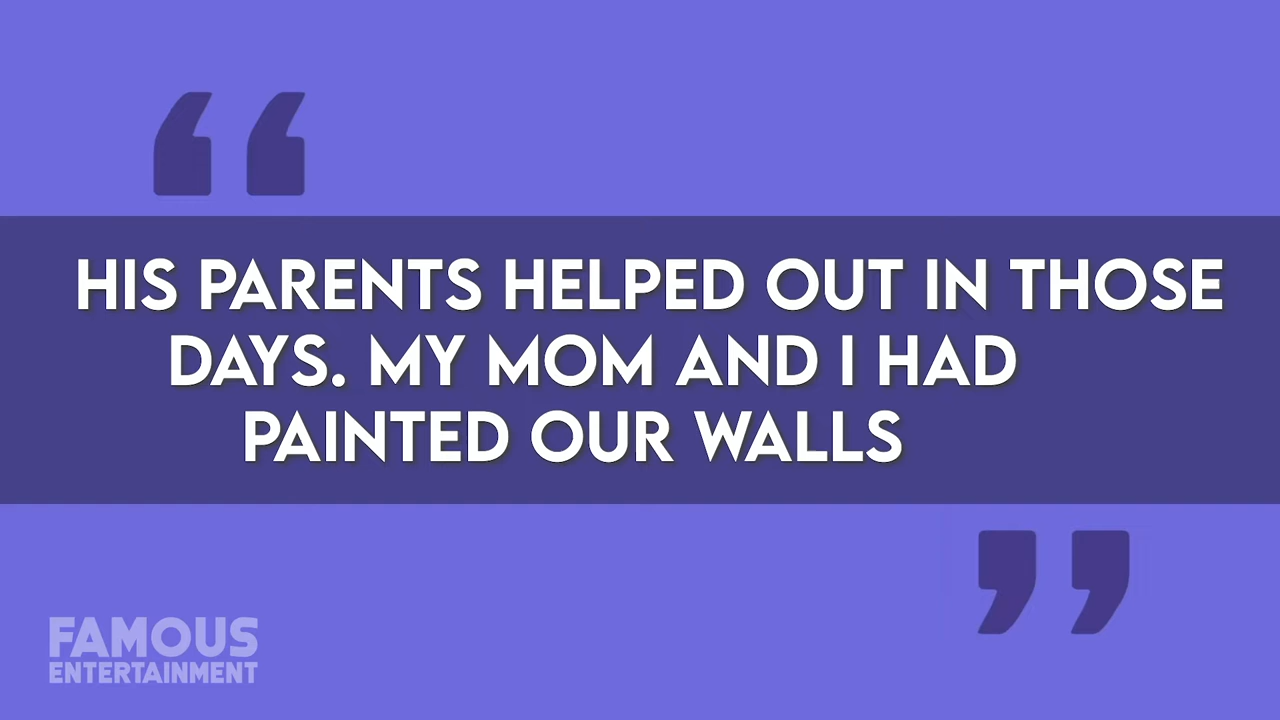 HIS PARENTS HELPED OUT IN THOSE
DAYS. MY MOM AND I HAD
PAINTED OUR WALLS
FAMOUS
ENTERTAINMENT